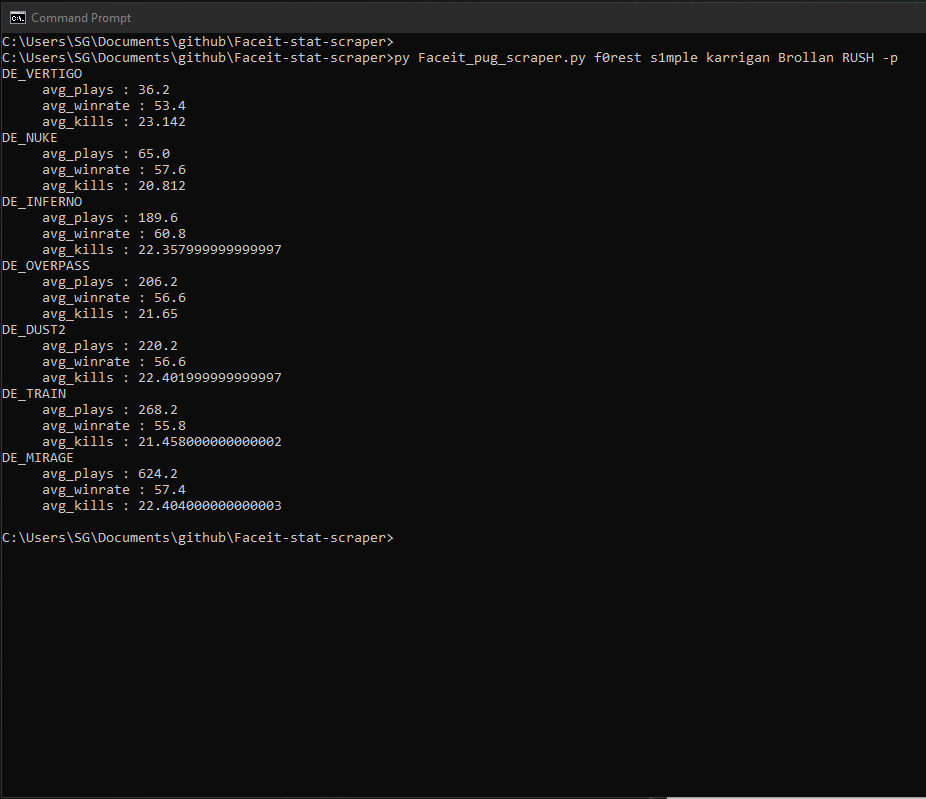 Command Prompt
C:\Users\SG\Documents\github\Faceit-stat-scraper>
C:\Users\SG\Documents\github\Faceit-stat-scraper>py Faceit_pug_scraper.py f0rest s1mple karrigan Brollan RUSH -p
DE_VERTIGO
     avg_plays : 36.2
     avg_winrate : 53.4
     avg_kills : 23.142
DE_NUKE
     avg_plays : 65.0
     avg_winrate : 57.6
     avg_kills : 20.812
DE_INFERNO
     avg_plays : 189.6
     avg_winrate : 60.8
     avg_kills : 22.357999999999997
DE_OVERPASS
     avg_plays : 206.2
     avg_winrate : 56.6
     avg_kills : 21.65
DE_DUST2
     avg_plays : 220.2
     avg_winrate : 56.6
     avg_kills : 22.401999999999997
DE_TRAIN
     avg_plays : 268.2
     avg_winrate : 55.8
     avg_kills : 21.458000000000002
DE_MIRAGE
     avg_plays : 624.2
     avg_winrate : 57.4
     avg_kills : 22.404000000000003
C:\Users\SG\Documents\github\Faceit-stat-scraper>